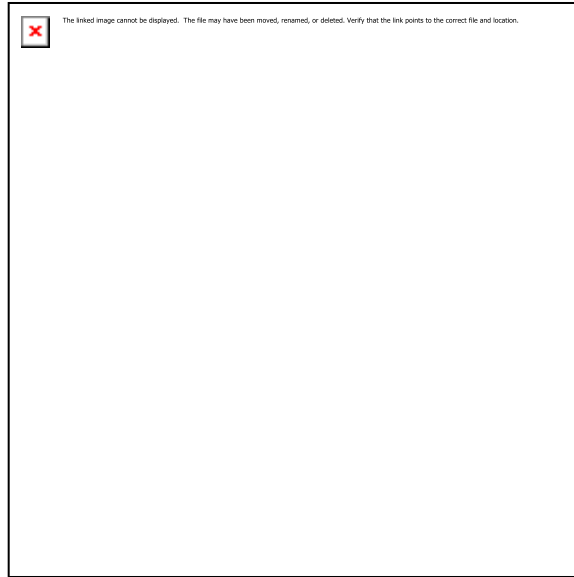 The linked image cannot be displayed.  The file may have been moved, renamed, or deleted. Verify that the link points to the correct file and location.